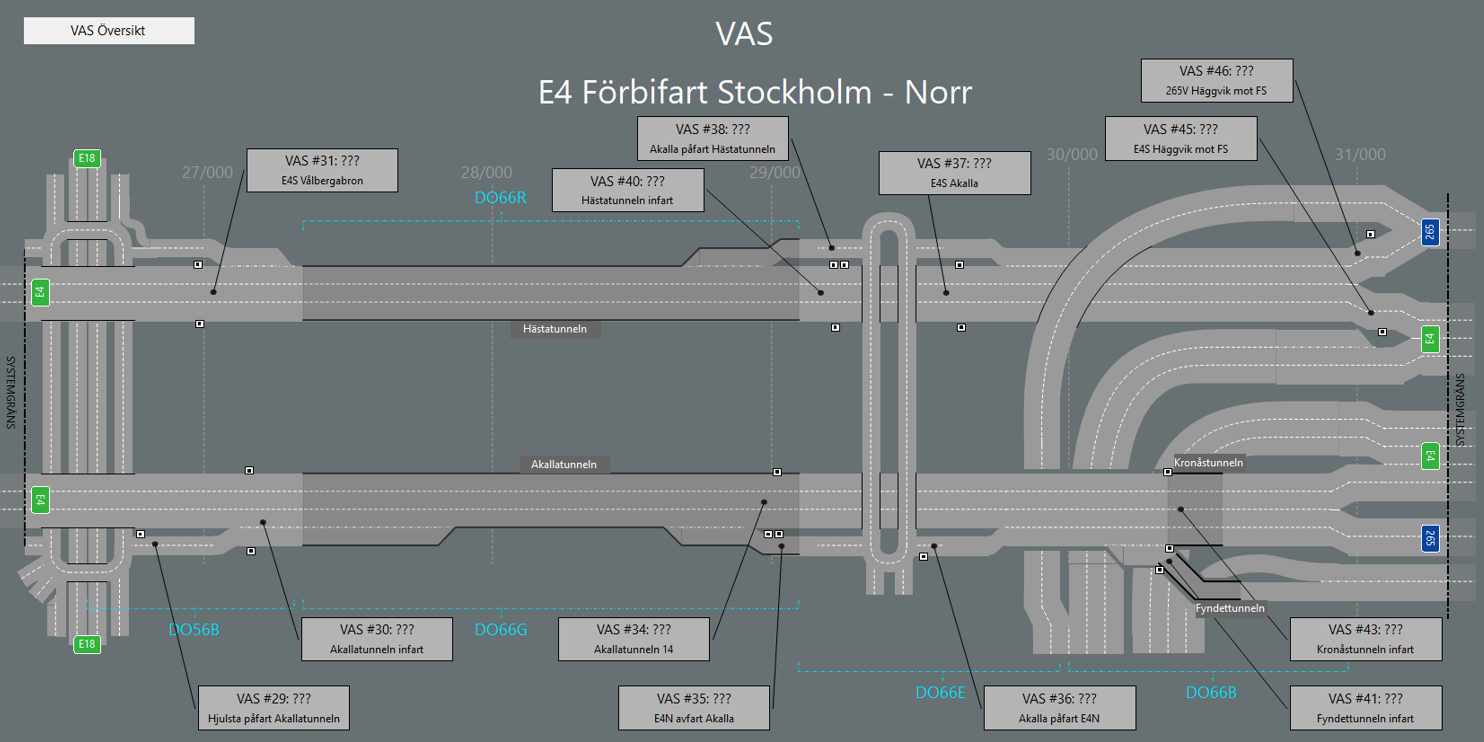 VAS Översikt
VAS
E4 Förbifart Stockholm - Norr
VAS #46: ???
265V Häggvik mot FS
VAS #38: ???
Akalla påfart Hästatunneln
VAS #45: ???
E4S Häggvik mot FS
E18
VAS #31: ???
E4S Vålbergabron
27/000
28/000
29/000
30/000
31/000
VAS #40: ???
Hästatunneln infart
VAS #37: ???
E4S Akalla
DO66R
265
E4
Hästatunneln
E4
SYSTEMGRÄNS
SYSTEMGRÄNS
Akallatunneln
Kronåstunneln
E4
E4
265
Fyndettunneln
DO56B
DO66G
E18
VAS #30: ???
Akallatunneln infart
VAS #34: ???
Akallatunneln 14
VAS #43: ???
Kronåstunneln infart
DO66E
DO66B
VAS #29: ???
Hjulsta påfart Akallatunneln
VAS #35: ???
E4N avfart Akalla
VAS #36: ???
Akalla påfart E4N
VAS #41: ???
Fyndettunneln infart